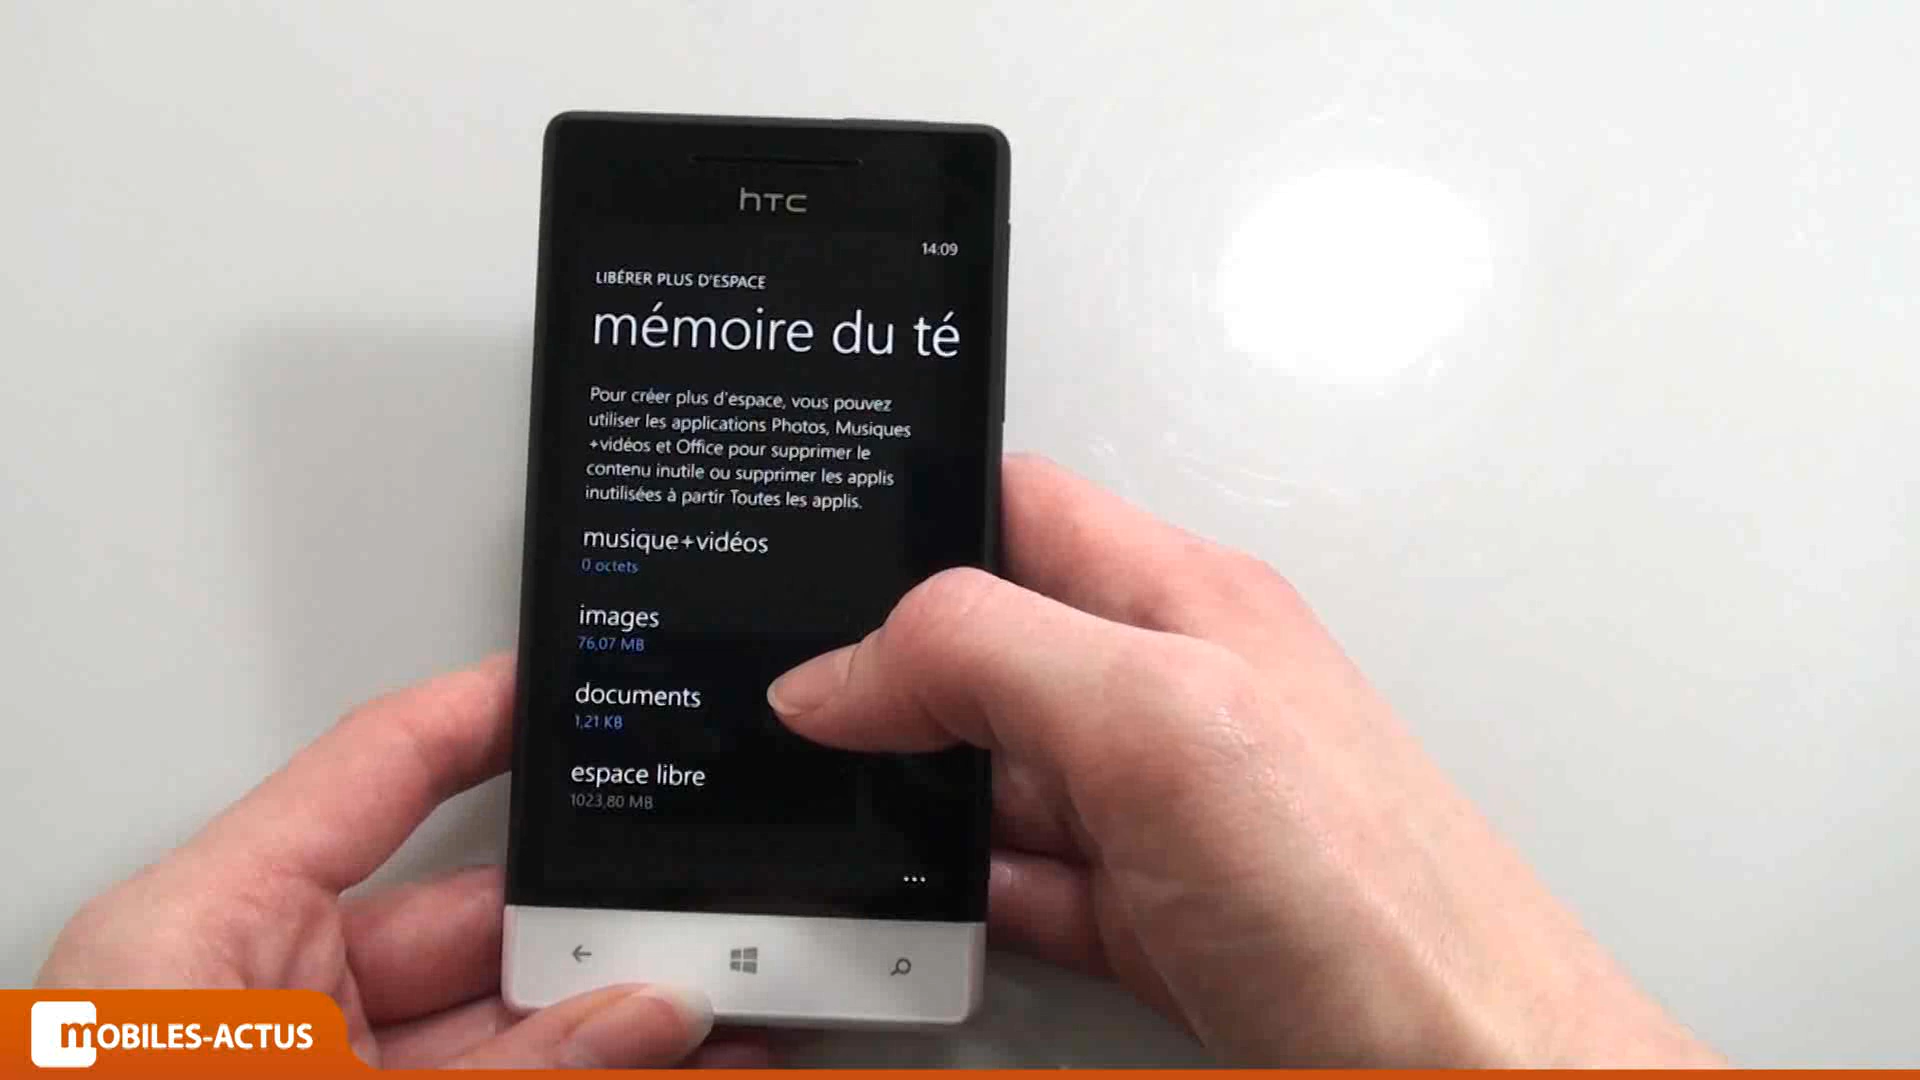 hTC
14:09
LIBÉRER PLUS D'ESPACE
mémoire du té
Pour créer plus d'espace, vous pouvez
utiliser les applications Photos, Musiques
+vidéos et Office pour supprimer le
contenu inutile ou supprimer les applis
inutilisées à partir Toutes les applis.
musique+vidéos
0 octets
images
76,07 MB
documents
1,21 KB
espace libre
1023,80 MB
...
mOBILES-ACTUS